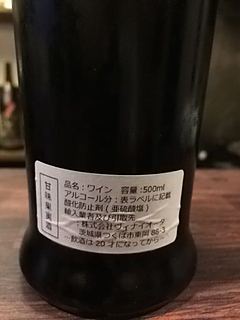 甘味果実酒
品名：ワイン　容量：500ml
アルコール分：表ラベルに記載
酸化防止剤（亜硫酸塩）
輸入業者及び引取先
：株式会社ヴィナイオータ
茨城県つくば市東岡 88-3
…飲酒は20才になってから…